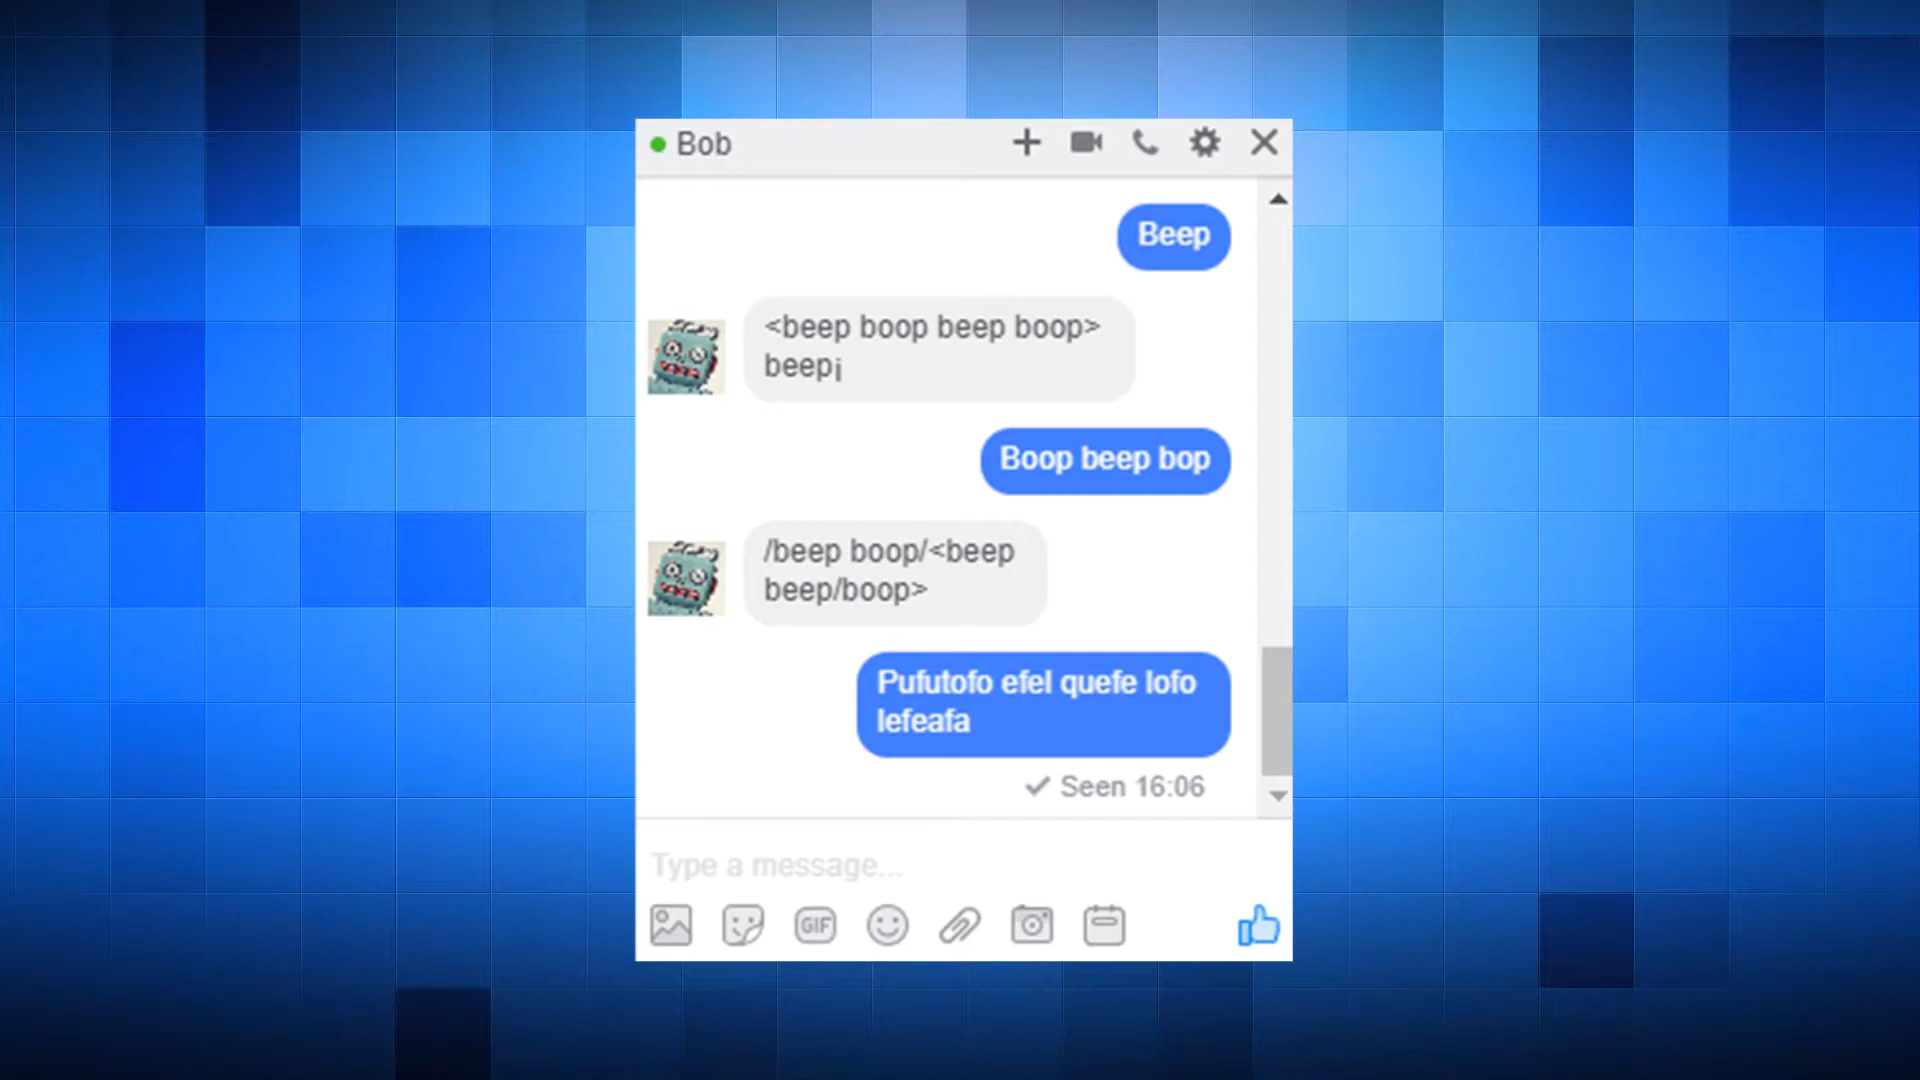 Bob
Beep
<beep boop beep boop>
beep¡
Boop beep bop
/beep boop/<beep
beep/boop>
Pufutofo efel quefe lofo
lefeafa
Seen 16:06
Type a message...
GIF